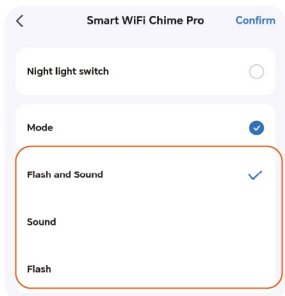 Smart WiFi Chime Pro Confirm
Night light switch
Mode
Flash and Sound
Sound
Flash